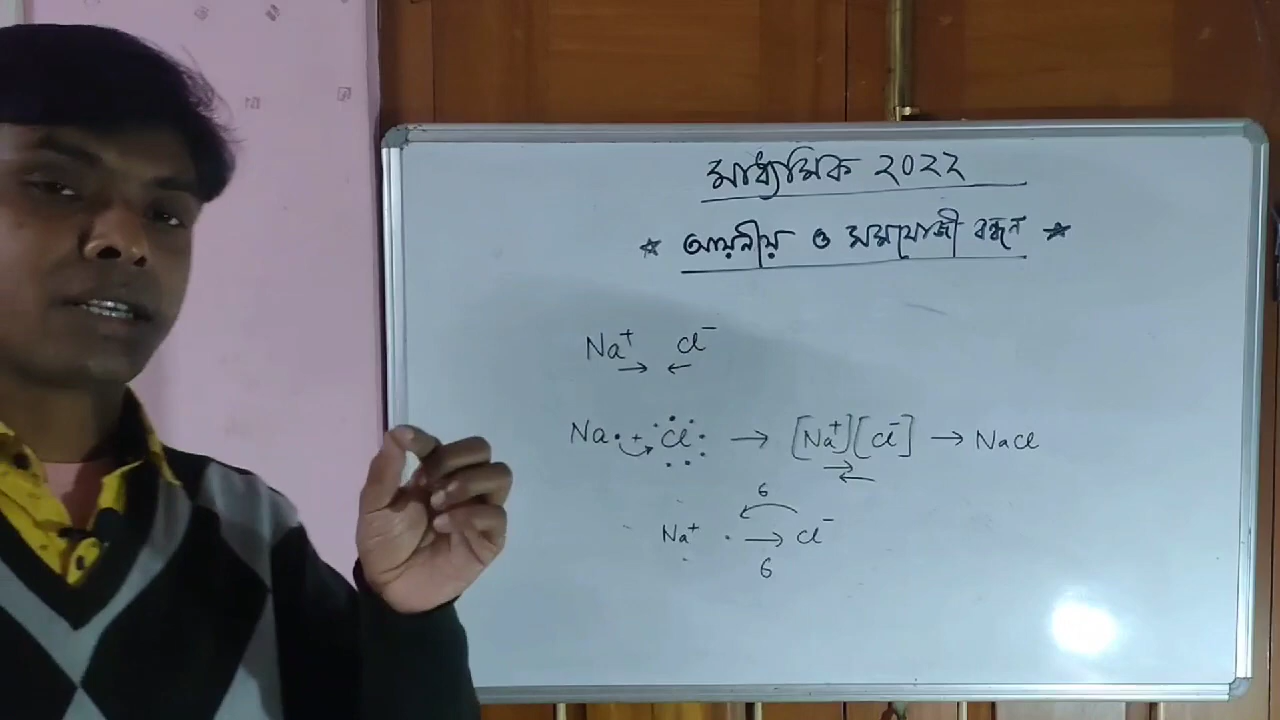 মাধ্যমিক ২০২২
* আয়নীয় ও সমযোজী বন্ধন *
Na⁺ Cl⁻
→ ←
Na· + Cl → [Na⁺][Cl⁻] → NaCl
6
Na⁺ · → Cl⁻
6